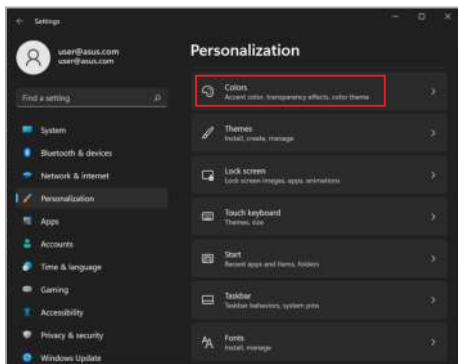 Settings
user@asus.com
user@asus.com
Find a setting
System
Bluetooth & devices
Network & internet
Personalization
Apps
Accounts
Time & language
Gaming
Accessibility
Privacy & security
Windows Update
Personalization
Colors
Accent color, transparency effects, color theme
Themes
Install, create, manage
Lock screen
Lock screen images, apps, animations
Touch keyboard
Themes, size
Start
Recent apps and items, folders
Taskbar
Taskbar behaviors, system pins
Fonts
Install, manage